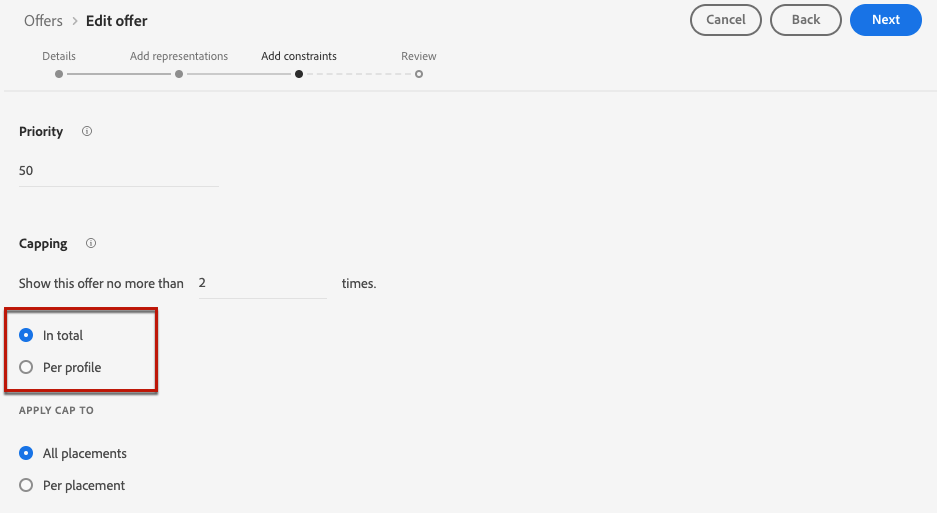 Offers > Edit offer
Cancel
Back
Next
Details
Add representations
Add constraints
Review
Priority
50
Capping
Show this offer no more than 2 times.
In total
Per profile
APPLY CAP TO
All placements
Per placement